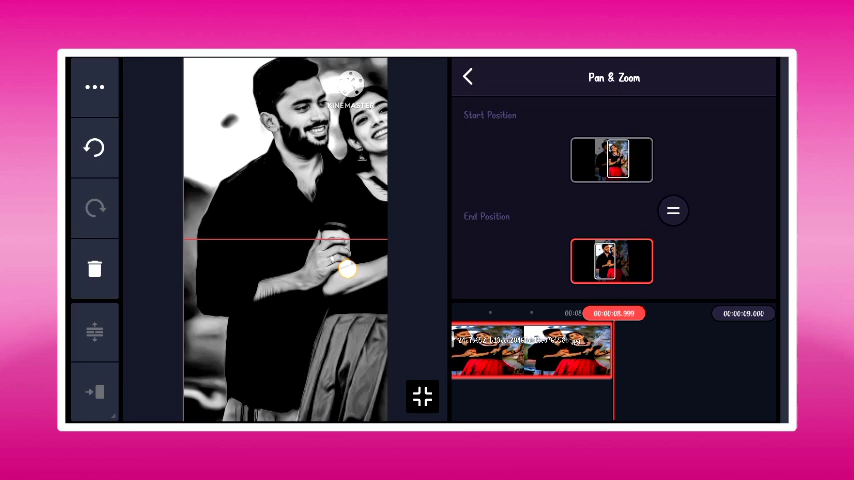 Pan & Zoom
KINEMASTER
Start Position
End Position
00:00:08.999
00:00:09.000